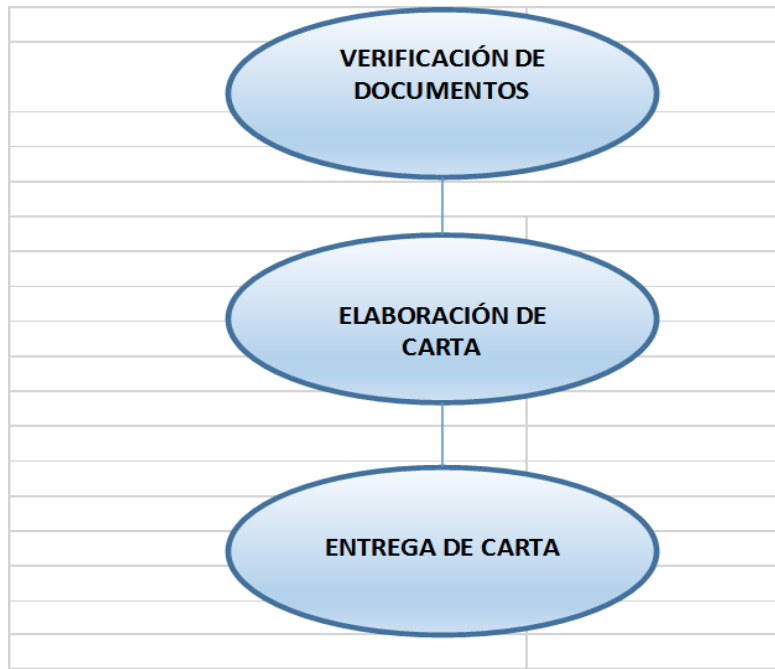 VERIFICACIÓN DE
DOCUMENTOS
ELABORACIÓN DE
CARTA
ENTREGA DE CARTA